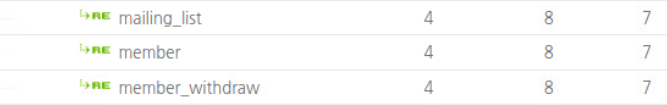 RE mailing_list 4 8 7
RE member 4 8 7
RE member_withdraw 4 8 7